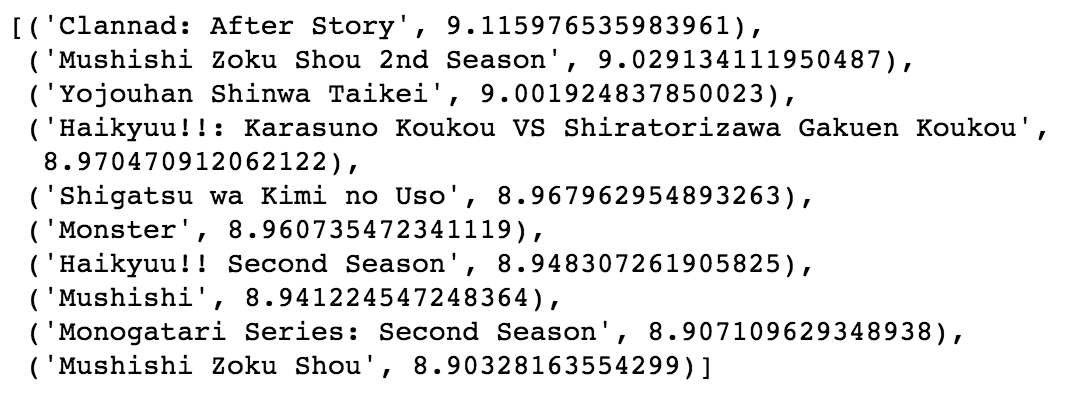 [('Clannad: After Story', 9.115976535983961),
('Mushishi Zoku Shou 2nd Season', 9.029134111950487),
('Yojouhan Shinwa Taikei', 9.001924837850023),
('Haikyuu!!: Karasuno Koukou VS Shiratorizawa Gakuen Koukou',
8.970470912062122),
('Shigatsu wa Kimi no Uso', 8.967962954893263),
('Monster', 8.960735472341119),
('Haikyuu!! Second Season', 8.948307261905825),
('Mushishi', 8.941224547248364),
('Monogatari Series: Second Season', 8.907109629348938),
('Mushishi Zoku Shou', 8.90328163554299)]